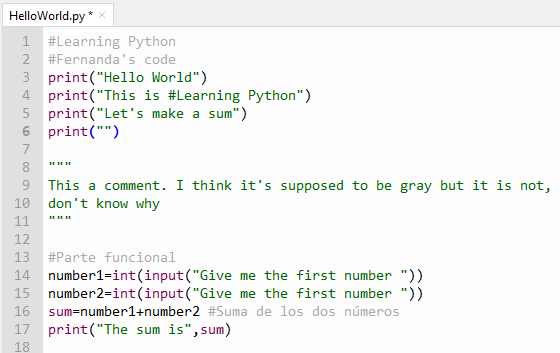 HelloWorld.py * ×
1 #Learning Python
2 #Fernanda's code
3 print("Hello World")
4 print("This is #Learning Python")
5 print("Let's make a sum")
6 print("")
7
8 """
9 This a comment. I think it's supposed to be gray but it is not,
10 don't know why
11 """
12
13 #Parte funcional
14 number1=int(input("Give me the first number "))
15 number2=int(input("Give me the first number "))
16 sum=number1+number2 #Suma de los dos números
17 print("The sum is",sum)
18